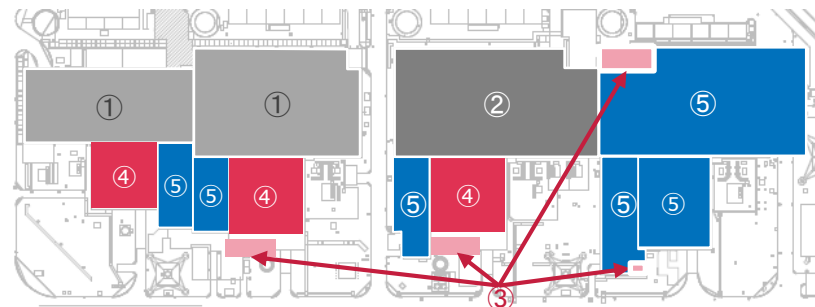 ① ① ② ⑤
④ ⑤ ⑤ ④ ⑤ ④ ⑤ ⑤
③